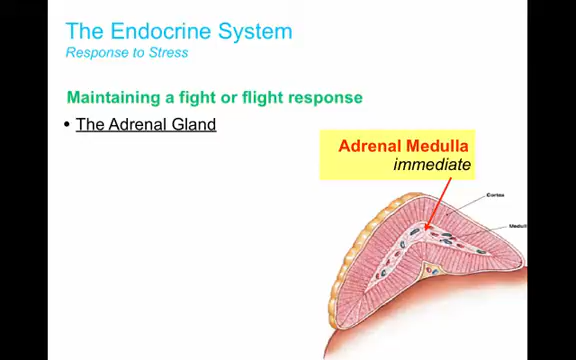 The Endocrine System
Response to Stress
Maintaining a fight or flight response
• The Adrenal Gland
Adrenal Medulla
immediate
Cortex